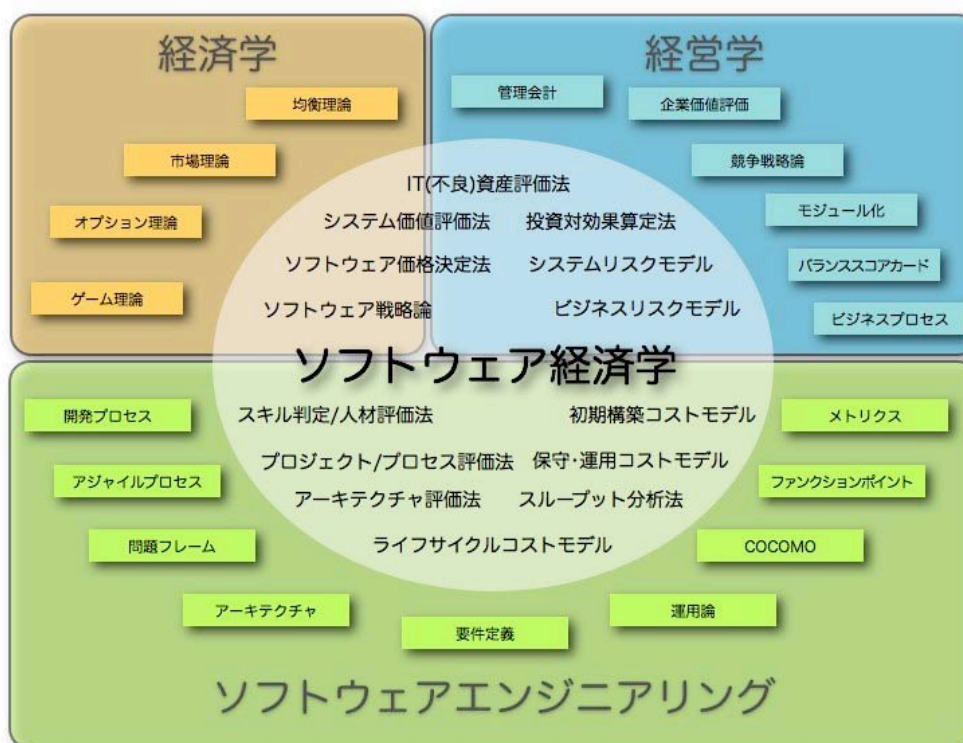 経済学
経営学
均衡理論
市場理論
オプション理論
ゲーム理論
管理会計
企業価値評価
競争戦略論
モジュール化
バランススコアカード
ビジネスプロセス
IT(不良)資産評価法
システム価値評価法
投資対効果算定法
ソフトウェア価格決定法
システムリスクモデル
ソフトウェア戦略論
ビジネスリスクモデル
ソフトウェア経済学
スキル判定/人材評価法
初期構築コストモデル
プロジェクト/プロセス評価法
保守・運用コストモデル
アーキテクチャ評価法
スループット分析法
ライフサイクルコストモデル
開発プロセス
アジャイルプロセス
問題フレーム
アーキテクチャ
要件定義
メトリクス
ファンクションポイント
COCOMO
運用論
ソフトウェアエンジニアリング